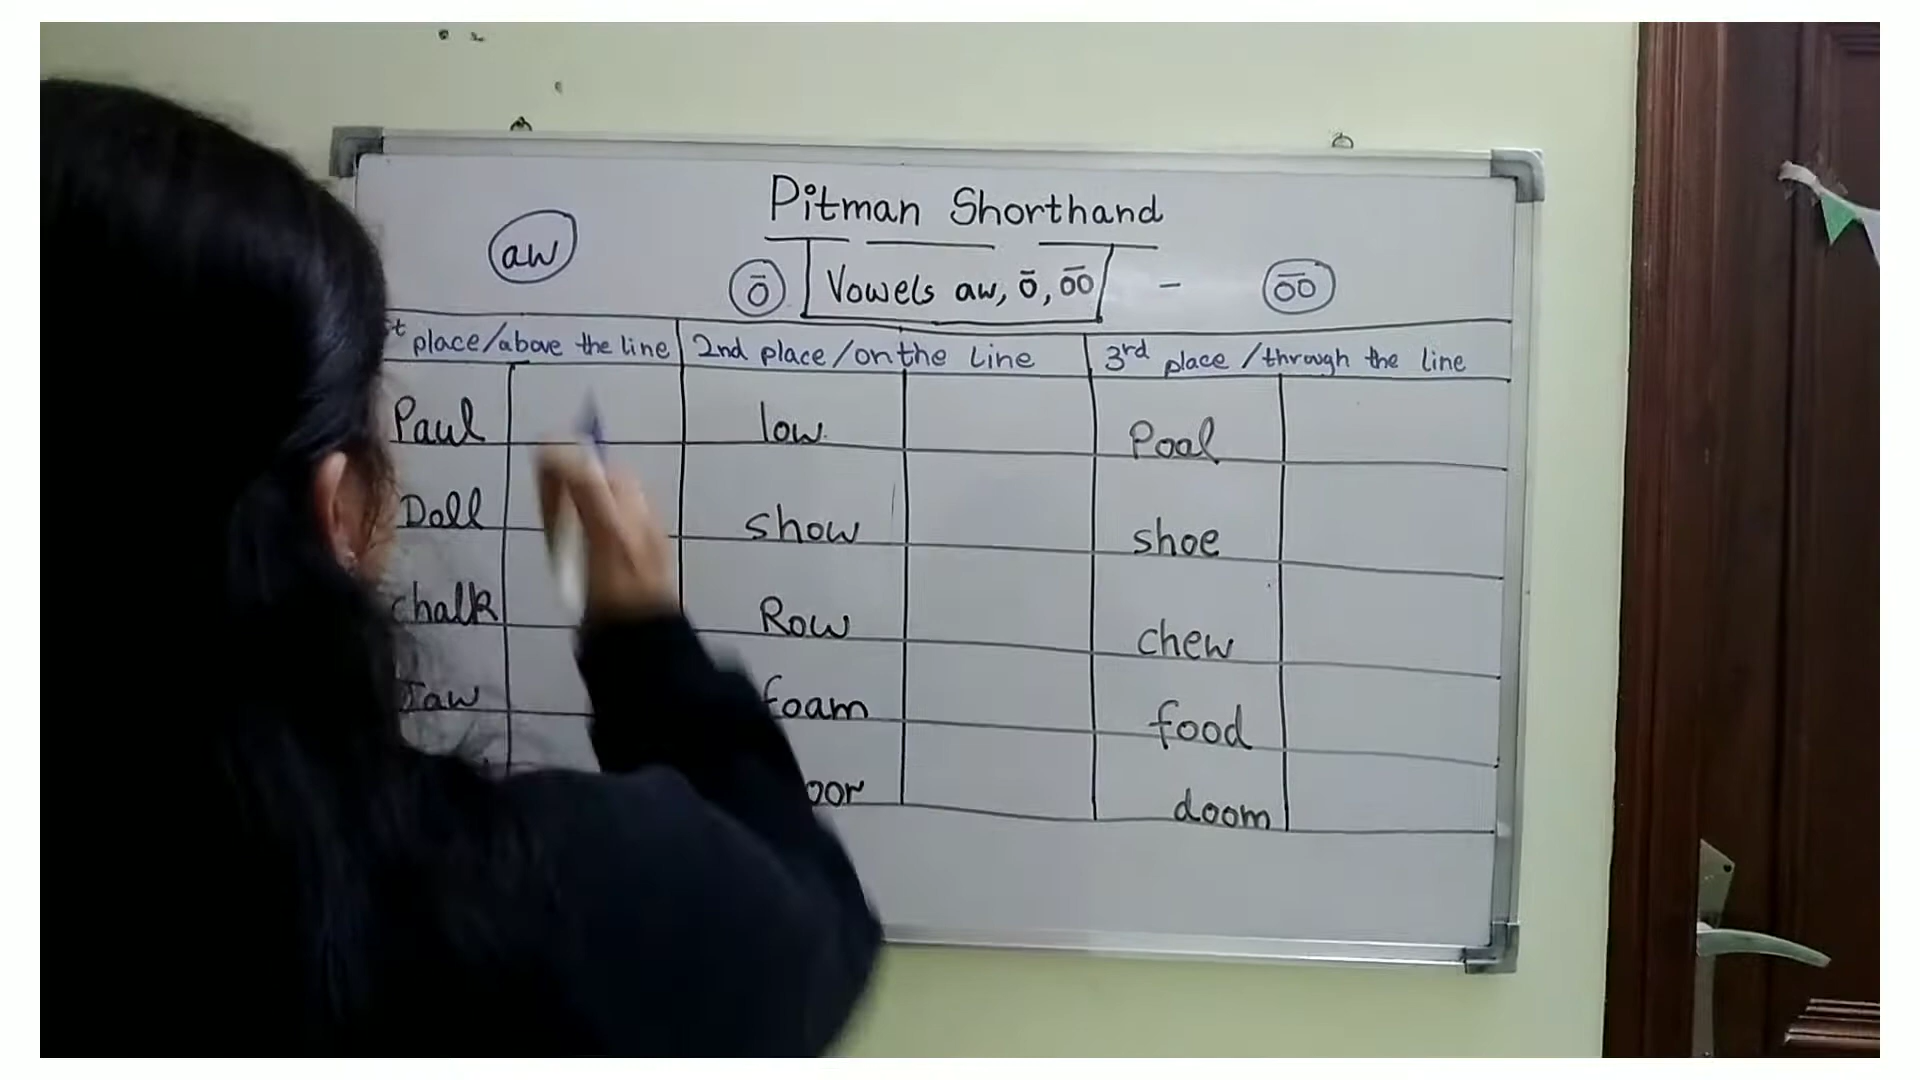 Pitman Shorthand
aw
ō Vowels aw, ō, ōō - ōō
place/above the line 2nd place/on the line 3rd place/through the line
Paul low Pool
Doll show shoe
chalk Row chew
Jaw foam food
doom